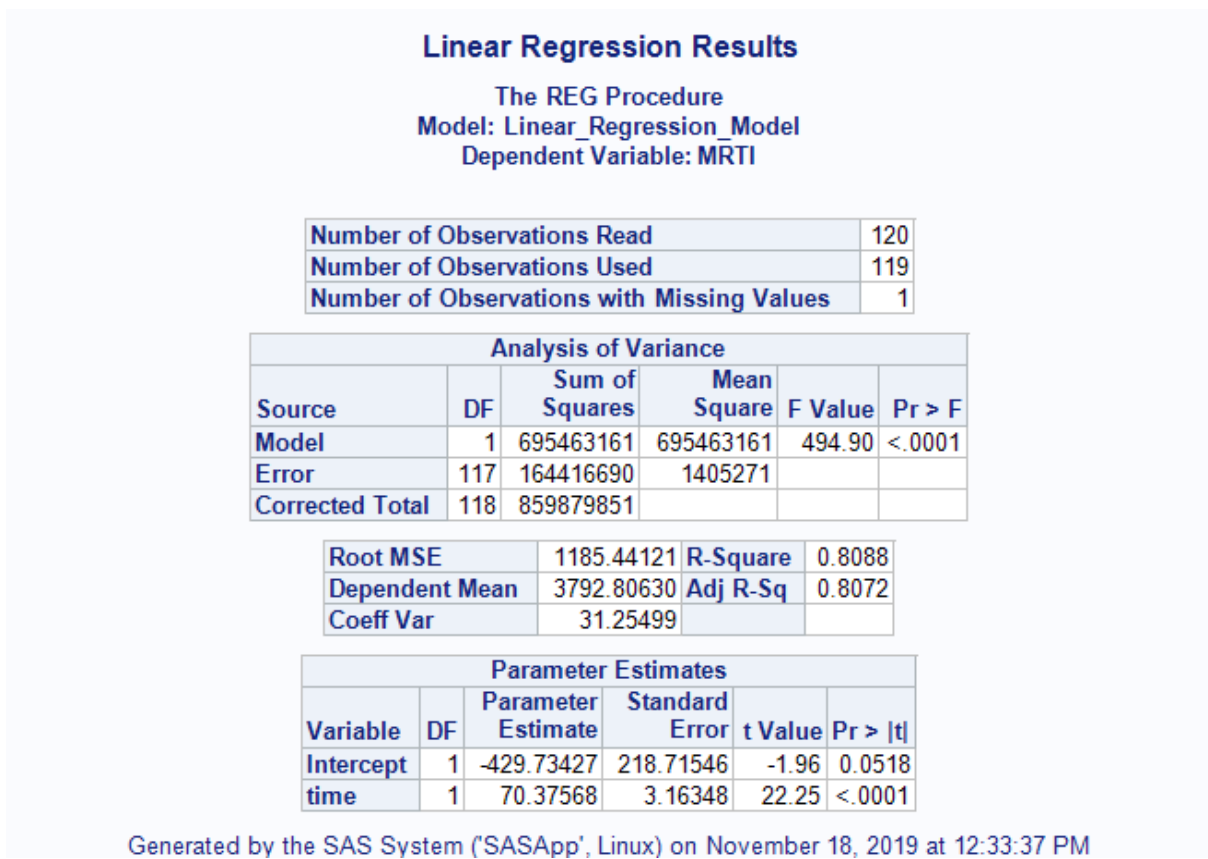 Linear Regression Results
The REG Procedure
Model: Linear_Regression_Model
Dependent Variable: MRTI
Number of Observations Read 120
Number of Observations Used 119
Number of Observations with Missing Values 1
Analysis of Variance
Sum of Mean
Source DF Squares Square F Value Pr > F
Model 1 695463161 695463161 494.90 <.0001
Error 117 164416690 1405271
Corrected Total 118 859879851
Root MSE 1185.44121 R-Square 0.8088
Dependent Mean 3792.80630 Adj R-Sq 0.8072
Coeff Var 31.25499
Parameter Estimates
Parameter Standard
Variable DF Estimate Error t Value Pr > |t|
Intercept 1 -429.73427 218.71546 -1.96 0.0518
time 1 70.37568 3.16348 22.25 <.0001
Generated by the SAS System ('SASApp', Linux) on November 18, 2019 at 12:33:37 PM